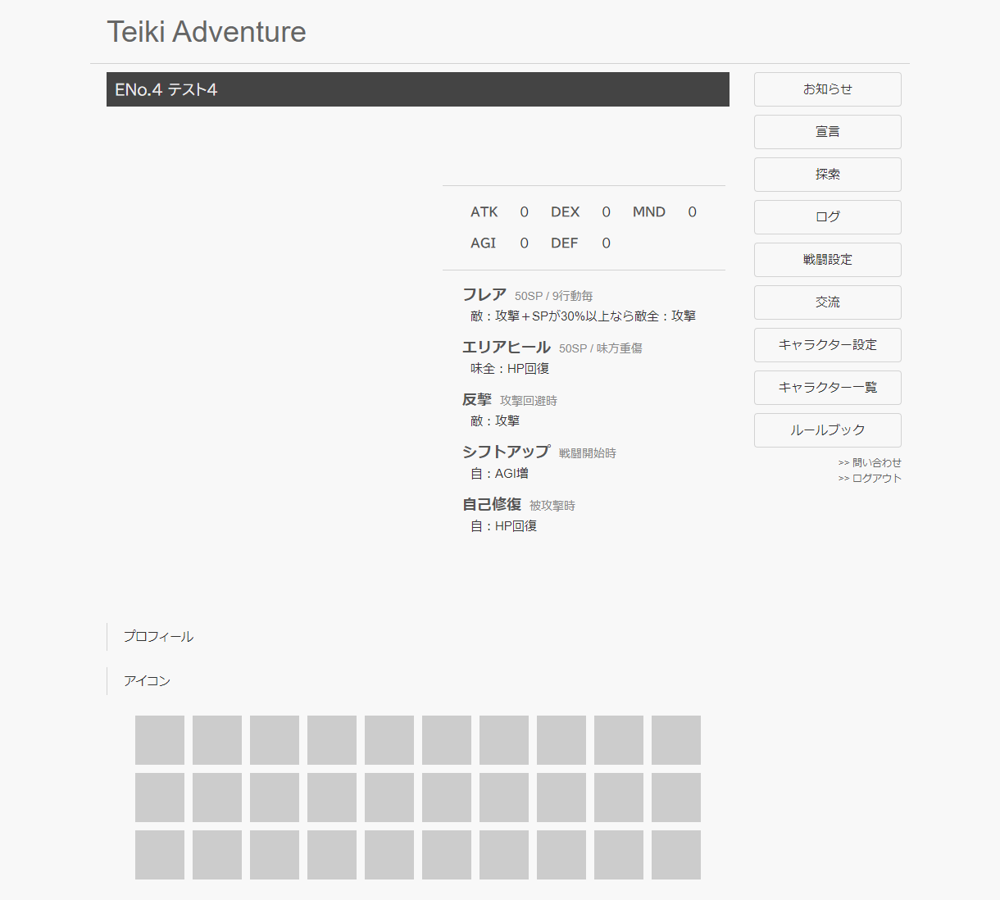 Teiki Adventure
ENo.4 テスト4
ATK 0 DEX 0 MND 0
AGI 0 DEF 0
フレア 50SP / 9行動毎
敵：攻撃＋SPが30%以上なら敵全：攻撃
エリアヒール 50SP / 味方重傷
味全：HP回復
反撃 攻撃回避時
敵：攻撃
シフトアップ 戦闘開始時
自：AGI増
自己修復 被攻撃時
自：HP回復
プロフィール
アイコン
お知らせ
宣言
探索
ログ
戦闘設定
交流
キャラクター設定
キャラクター一覧
ルールブック
>> 問い合わせ
>> ログアウト